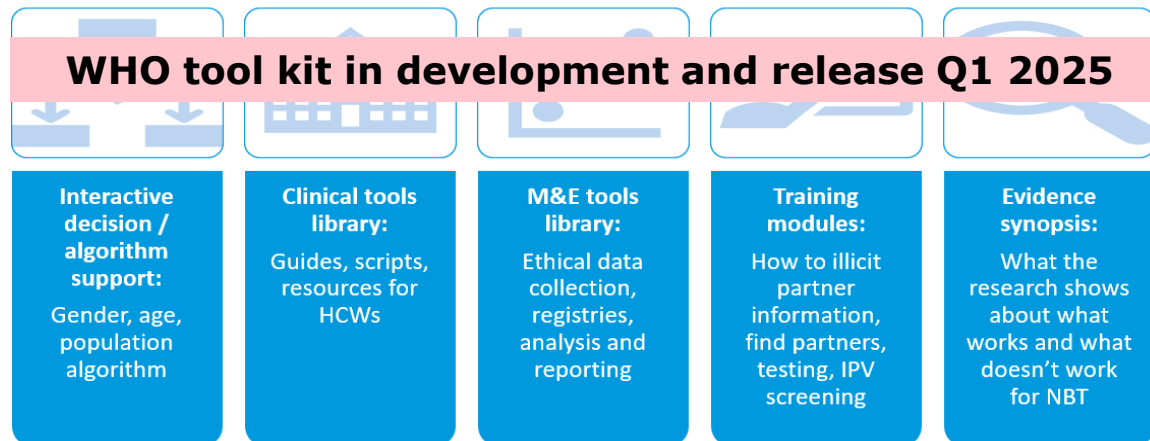 WHO tool kit in development and release Q1 2025
Interactive
decision /
algorithm
support:
Gender, age,
population
algorithm
Clinical tools
library:
Guides, scripts,
resources for
HCWs
M&E tools
library:
Ethical data
collection,
registries,
analysis and
reporting
Training
modules:
How to illicit
partner
information,
find partners,
testing, IPV
screening
Evidence
synopsis:
What the
research shows
about what
works and what
doesn’t work
for NBT